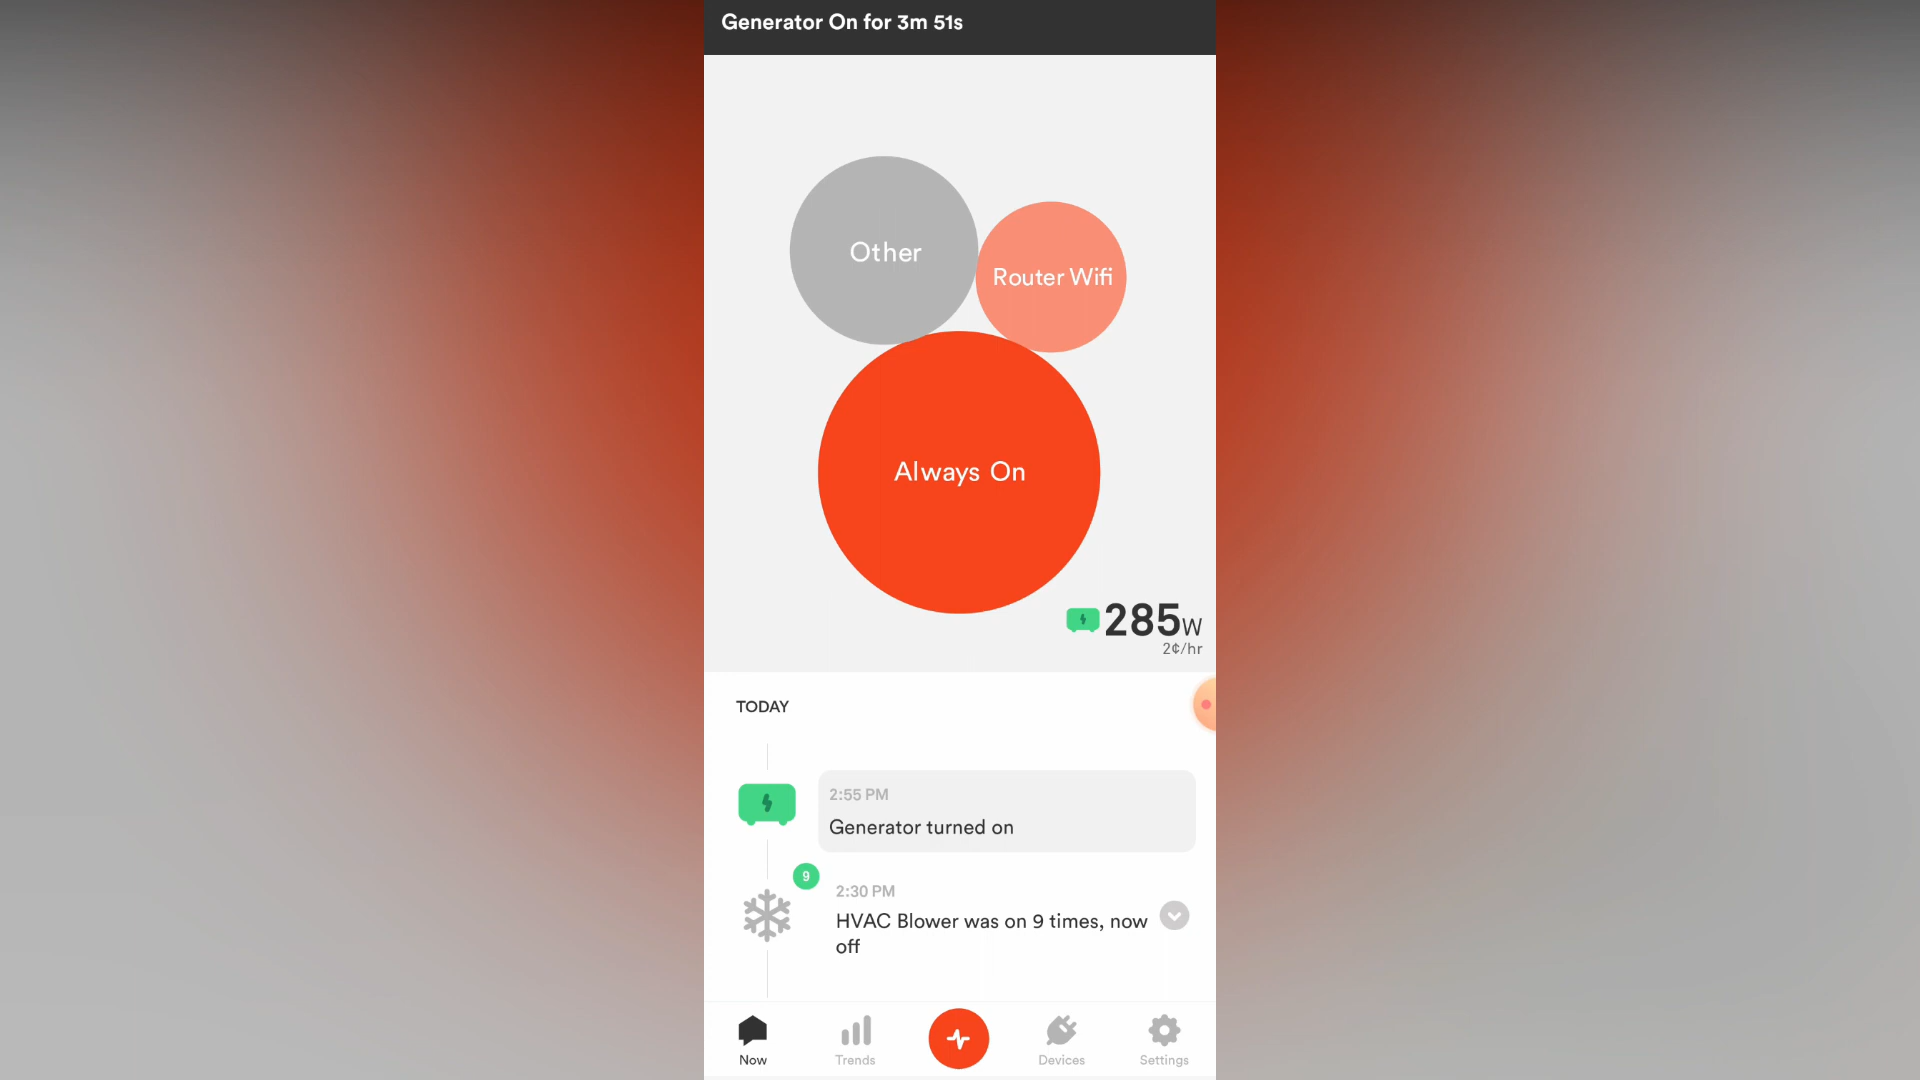 Generator On for 3m 51s
Other
Router Wifi
Always On
285W
2¢/hr
TODAY
2:55 PM
Generator turned on
9
2:30 PM
HVAC Blower was on 9 times, now
off
Now
Trends
Devices
Settings